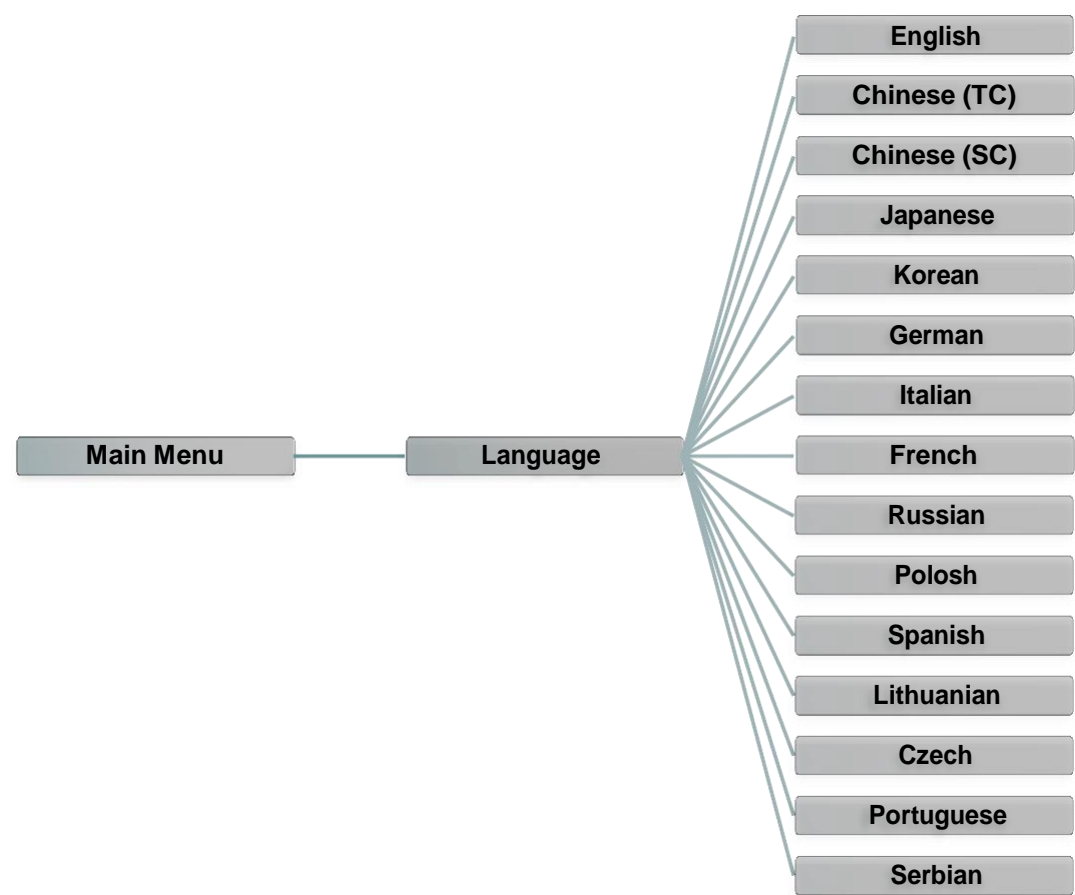 Main Menu
Language
English
Chinese (TC)
Chinese (SC)
Japanese
Korean
German
Italian
French
Russian
Polosh
Spanish
Lithuanian
Czech
Portuguese
Serbian